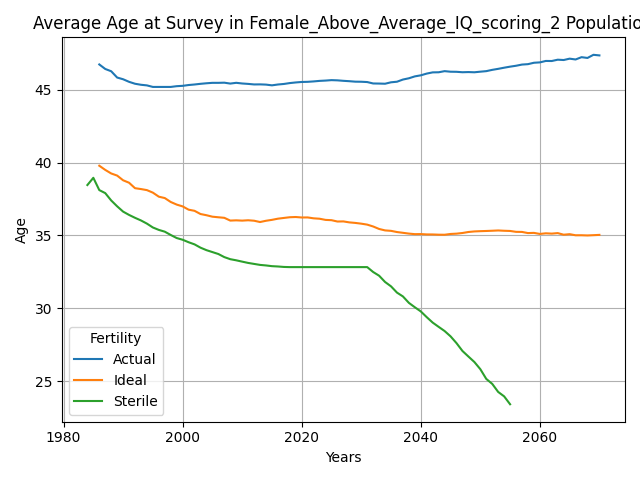 Average Age at Survey in Female_Above_Average_IQ_scoring_2 Populatio
45
40
35
30
25
Age
Fertility
Actual
Ideal
Sterile
1980
2000
2020
2040
2060
Years